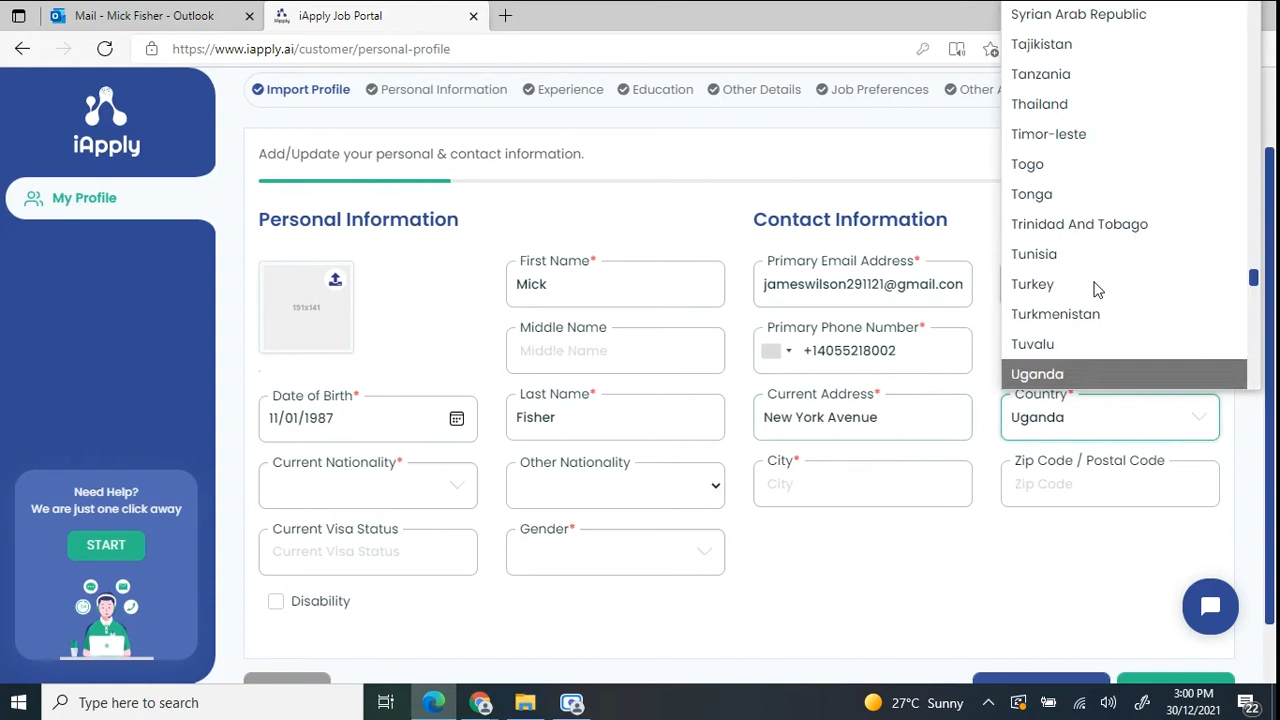 Mail - Mick Fisher - Outlook
iApply Job Portal
https://www.iapply.ai/customer/personal-profile
iApply
My Profile
Need Help?
We are just one click away
START
Import Profile
Personal Information
Experience
Education
Other Details
Job Preferences
Other A
Add/Update your personal & contact information.
Personal Information
Contact Information
191x141
First Name*
Mick
Middle Name
Middle Name
Date of Birth*
11/01/1987
Last Name*
Fisher
Current Nationality*
Other Nationality
Current Visa Status
Current Visa Status
Gender*
Disability
Primary Email Address*
jameswilson291121@gmail.con
Primary Phone Number*
+14055218002
Current Address*
New York Avenue
City*
City
Syrian Arab Republic
Tajikistan
Tanzania
Thailand
Timor-leste
Togo
Tonga
Trinidad And Tobago
Tunisia
Turkey
Turkmenistan
Tuvalu
Uganda
Country*
Uganda
Zip Code / Postal Code
Zip Code
Type here to search
27°C Sunny
3:00 PM
30/12/2021
22